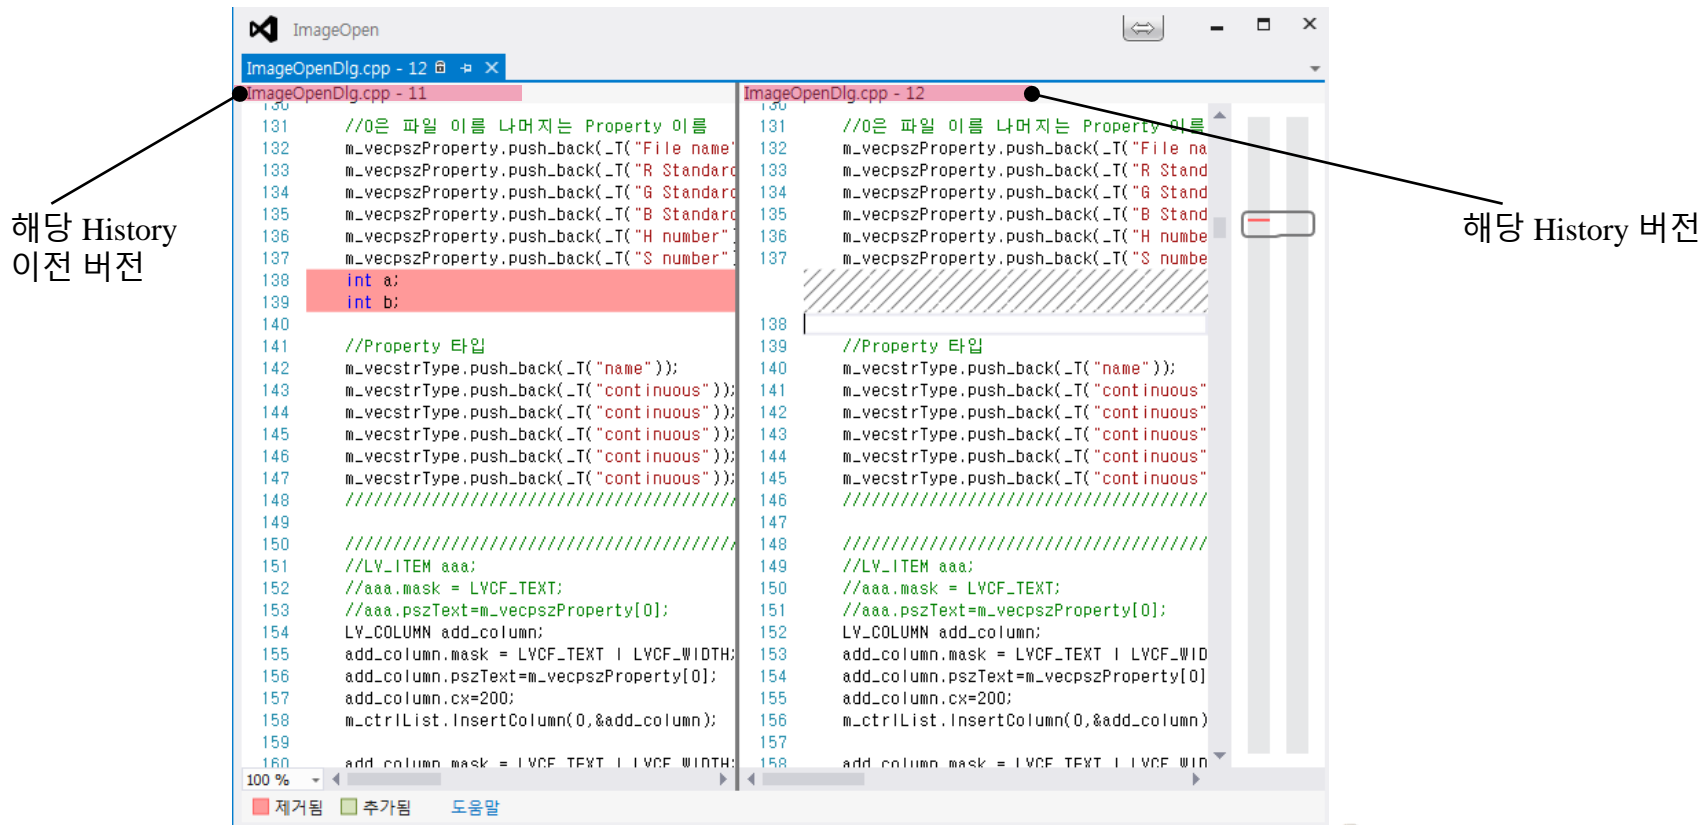 ImageOpen
ImageOpenDlg.cpp - 12
ImageOpenDlg.cpp - 11
130
131 //0은 파일 이름 나머지는 Property 이름
132 m_vecpszProperty.push_back(_T("File name"
133 m_vecpszProperty.push_back(_T("R Standard
134 m_vecpszProperty.push_back(_T("G Standard
135 m_vecpszProperty.push_back(_T("B Standard
136 m_vecpszProperty.push_back(_T("H number")
137 m_vecpszProperty.push_back(_T("S number")
138 int a;
139 int b;
140
141 //Property 타입
142 m_vecstrType.push_back(_T("name"));
143 m_vecstrType.push_back(_T("continuous"));
144 m_vecstrType.push_back(_T("continuous"));
145 m_vecstrType.push_back(_T("continuous"));
146 m_vecstrType.push_back(_T("continuous"));
147 m_vecstrType.push_back(_T("continuous"));
148 ////////////////////////////////////////
149
150 ////////////////////////////////////////
151 //LV_ITEM aaa;
152 //aaa.mask = LVCF_TEXT;
153 //aaa.pszText=m_vecpszProperty[0];
154 LV_COLUMN add_column;
155 add_column.mask = LVCF_TEXT | LVCF_WIDTH;
156 add_column.pszText=m_vecpszProperty[0];
157 add_column.cx=200;
158 m_ctrlList.InsertColumn(0,&add_column);
159
160 add_column.mask = LVCF_TEXT | LVCF_WIDTH;
ImageOpenDlg.cpp - 12
130
131 //0은 파일 이름 나머지는 Property 이름
132 m_vecpszProperty.push_back(_T("File na
133 m_vecpszProperty.push_back(_T("R Stand
134 m_vecpszProperty.push_back(_T("G Stand
135 m_vecpszProperty.push_back(_T("B Stand
136 m_vecpszProperty.push_back(_T("H numbe
137 m_vecpszProperty.push_back(_T("S numbe
138
139 //Property 타입
140 m_vecstrType.push_back(_T("name"));
141 m_vecstrType.push_back(_T("continuous"
142 m_vecstrType.push_back(_T("continuous"
143 m_vecstrType.push_back(_T("continuous"
144 m_vecstrType.push_back(_T("continuous"
145 m_vecstrType.push_back(_T("continuous"
146 //////////////////////////////////////
147
148 //////////////////////////////////////
149 //LV_ITEM aaa;
150 //aaa.mask = LVCF_TEXT;
151 //aaa.pszText=m_vecpszProperty[0];
152 LV_COLUMN add_column;
153 add_column.mask = LVCF_TEXT | LVCF_WID
154 add_column.pszText=m_vecpszProperty[0]
155 add_column.cx=200;
156 m_ctrlList.InsertColumn(0,&add_column)
157
158 add_column.mask = LVCF_TEXT | LVCF_WID
100 %
제거됨 추가됨 도움말
해당 History
이전 버전
해당 History 버전